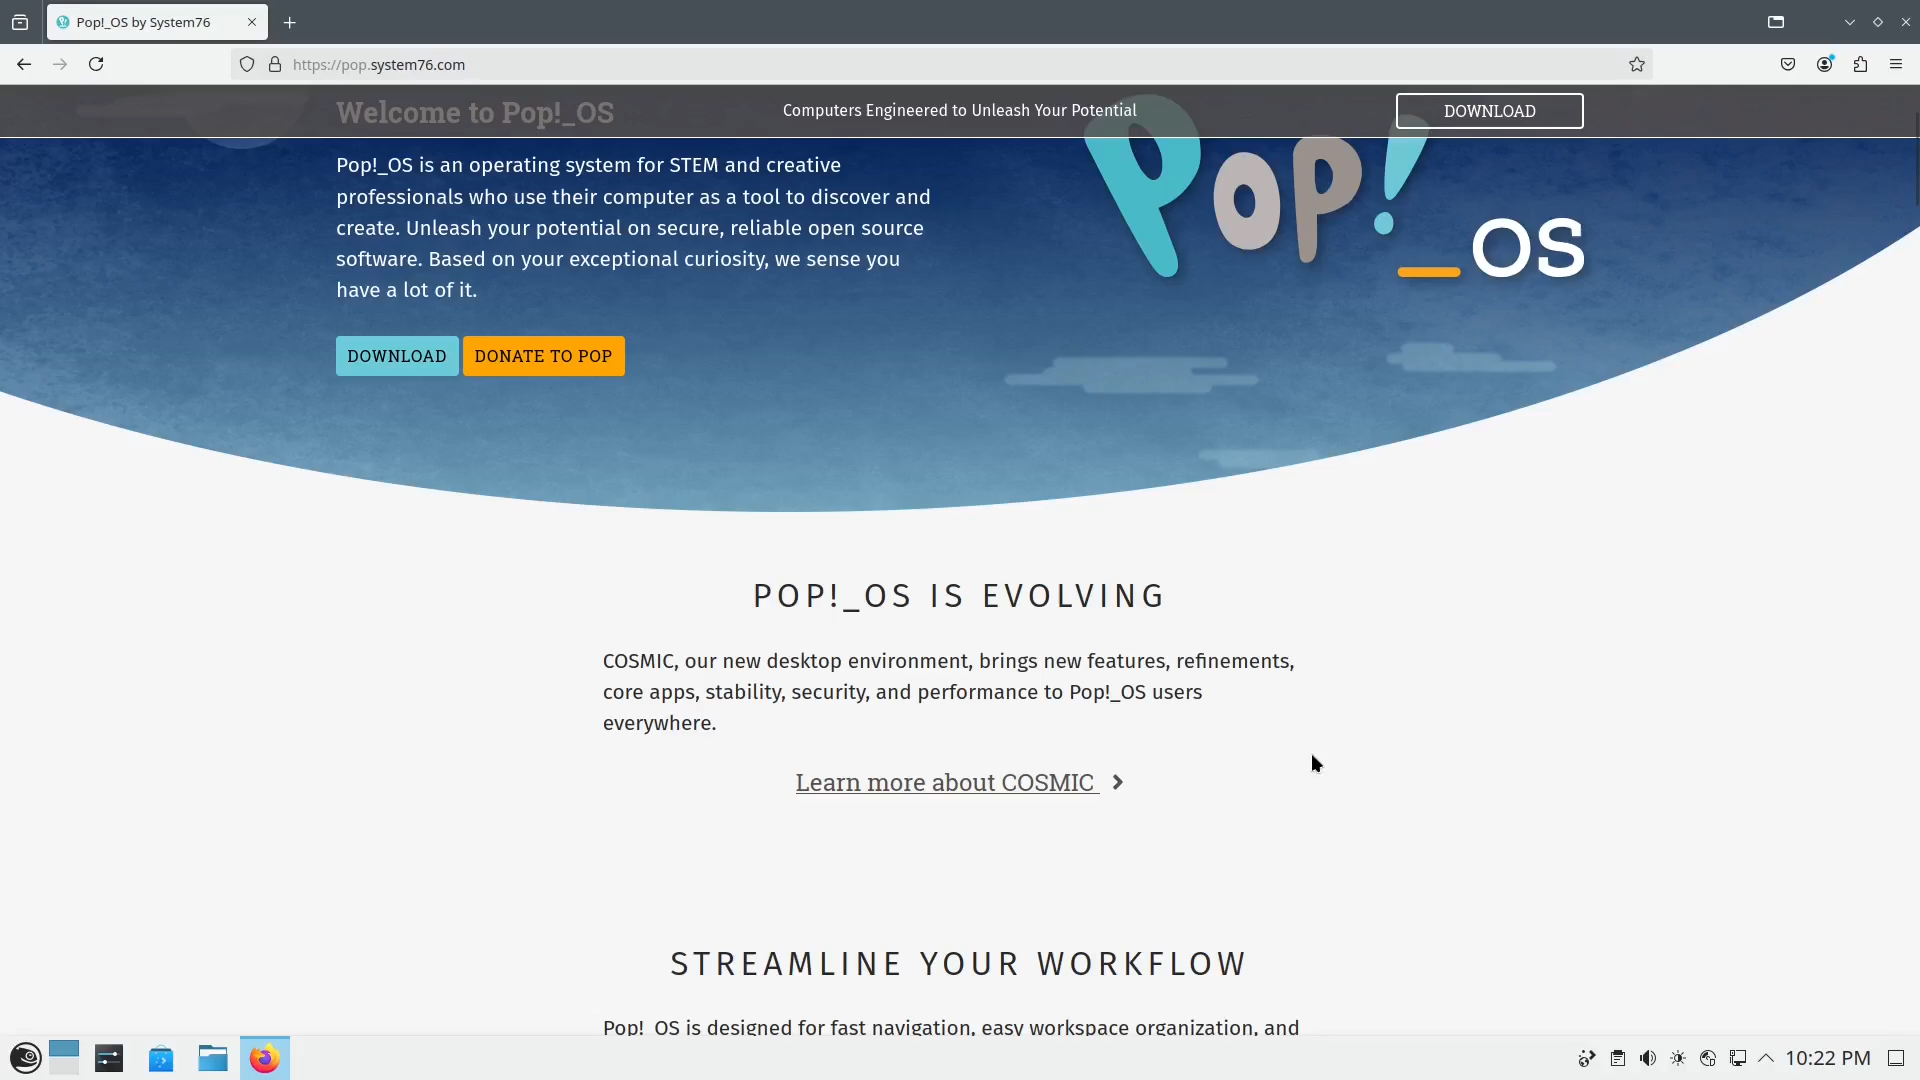 Pop!_OS by System76
https://pop.system76.com
Welcome to Pop!_OS
Computers Engineered to Unleash Your Potential
DOWNLOAD
Pop!_OS is an operating system for STEM and creative
professionals who use their computer as a tool to discover and
create. Unleash your potential on secure, reliable open source
software. Based on your exceptional curiosity, we sense you
have a lot of it.
Pop!_OS
DOWNLOAD
DONATE TO POP
POP!_OS IS EVOLVING
COSMIC, our new desktop environment, brings new features, refinements,
core apps, stability, security, and performance to Pop!_OS users
everywhere.
Learn more about COSMIC
STREAMLINE YOUR WORKFLOW
Pop!_OS is designed for fast navigation, easy workspace organization, and
10:22 PM